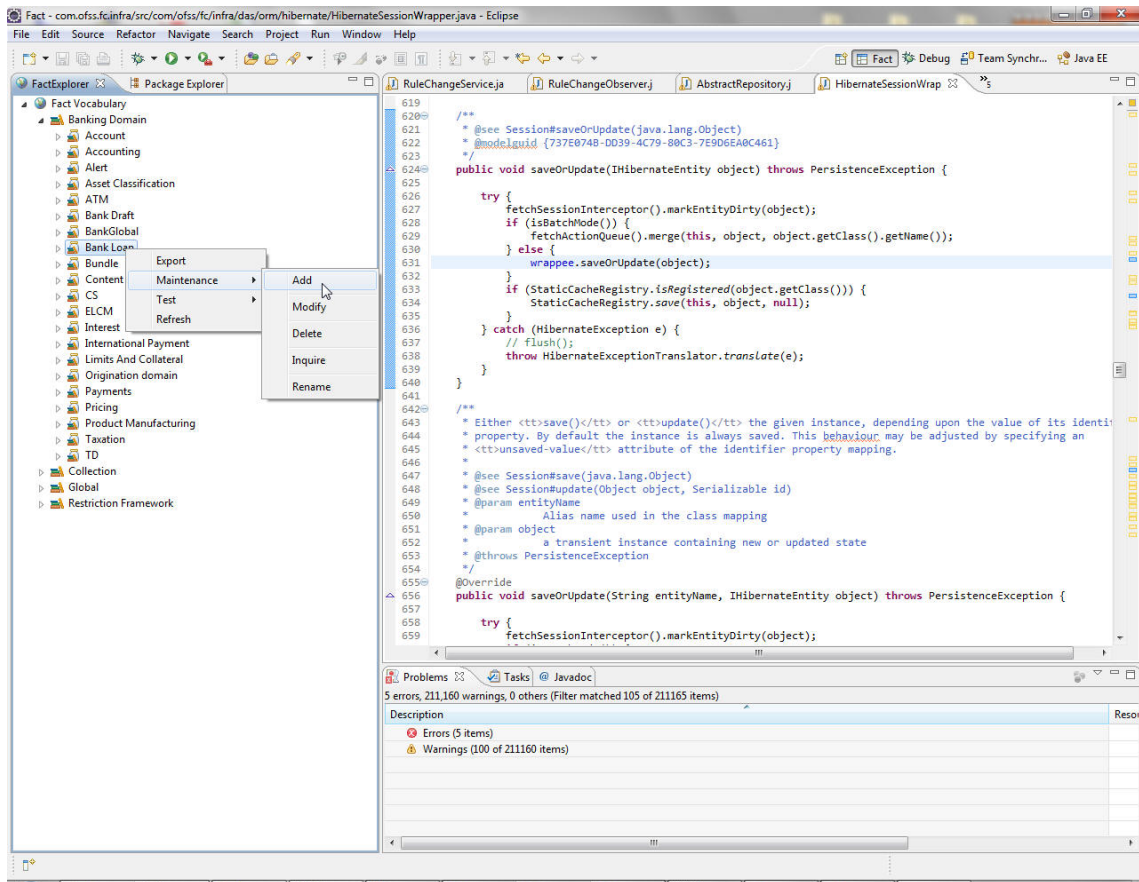 Fact - com.ofss.fc.infra/src/com/ofss/fc/infra/das/orm/hibernate/HibernateSessionWrapper.java - Eclipse
File Edit Source Refactor Navigate Search Project Run Window Help
Fact Debug Team Synchr... Java EE
FactExplorer Package Explorer
Fact Vocabulary
Banking Domain
Account
Accounting
Alert
Asset Classification
ATM
Bank Draft
BankGlobal
Bank Loan
Bundle
Content
CS
ELCM
Interest
International Payment
Limits And Collateral
Origination domain
Payments
Pricing
Product Manufacturing
Taxation
TD
Collection
Global
Restriction Framework
Export
Maintenance
Test
Refresh
Add
Modify
Delete
Inquire
Rename
RuleChangeService.ja RuleChangeObserver.j AbstractRepository.j HibernateSessionWrap »5
619
620 /**
621 * @see Session#saveOrUpdate(java.lang.Object)
622 * @modelguid {737E074B-DD39-4C79-80C3-7E9D6EA0C461}
623 */
624 public void saveOrUpdate(IHibernateEntity object) throws PersistenceException {
625
626 try {
627 fetchSessionInterceptor().markEntityDirty(object);
628 if (isBatchMode()) {
629 fetchActionQueue().merge(this, object, object.getClass().getName());
630 } else {
631 wrappee.saveOrUpdate(object);
632 }
633 if (StaticCacheRegistry.isRegistered(object.getClass())) {
634 StaticCacheRegistry.save(this, object, null);
635 }
636 } catch (HibernateException e) {
637 // flush();
638 throw HibernateExceptionTranslator.translate(e);
639 }
640 }
641
642 /**
643 * Either <tt>save()</tt> or <tt>update()</tt> the given instance, depending upon the value of its identi
644 * property. By default the instance is always saved. This behaviour may be adjusted by specifying an
645 * <tt>unsaved-value</tt> attribute of the identifier property mapping.
646 *
647 * @see Session#save(java.lang.Object)
648 * @see Session#update(Object object, Serializable id)
649 * @param entityName
650 * Alias name used in the class mapping
651 * @param object
652 * a transient instance containing new or updated state
653 * @throws PersistenceException
654 */
655 @Override
656 public void saveOrUpdate(String entityName, IHibernateEntity object) throws PersistenceException {
657
658 try {
659 fetchSessionInterceptor().markEntityDirty(object);
Problems Tasks @ Javadoc
5 errors, 211,160 warnings, 0 others (Filter matched 105 of 211165 items)
Description Resou
Errors (5 items)
Warnings (100 of 211160 items)